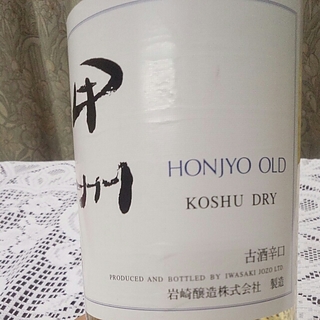 甲州
HONJYO OLD
KOSHU DRY
古酒辛口
PRODUCED AND BOTTLED BY IWASAKI JOZO LTD.
岩崎醸造株式会社 製造